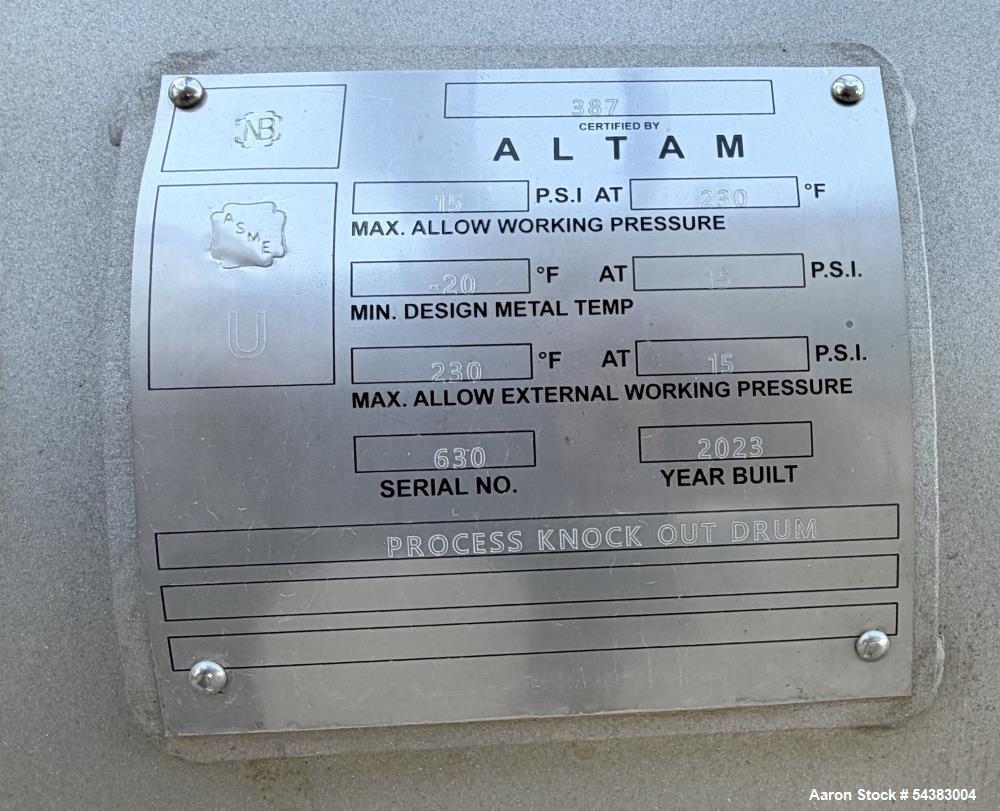 NB
387
CERTIFIED BY
ALTAM
ASME
U
15 P.S.I AT 230 °F
MAX. ALLOW WORKING PRESSURE
-20 °F AT 15 P.S.I.
MIN. DESIGN METAL TEMP
230 °F AT 15 P.S.I.
MAX. ALLOW EXTERNAL WORKING PRESSURE
630 2023
SERIAL NO. YEAR BUILT
PROCESS KNOCK OUT DRUM
Aaron Stock # 54383004